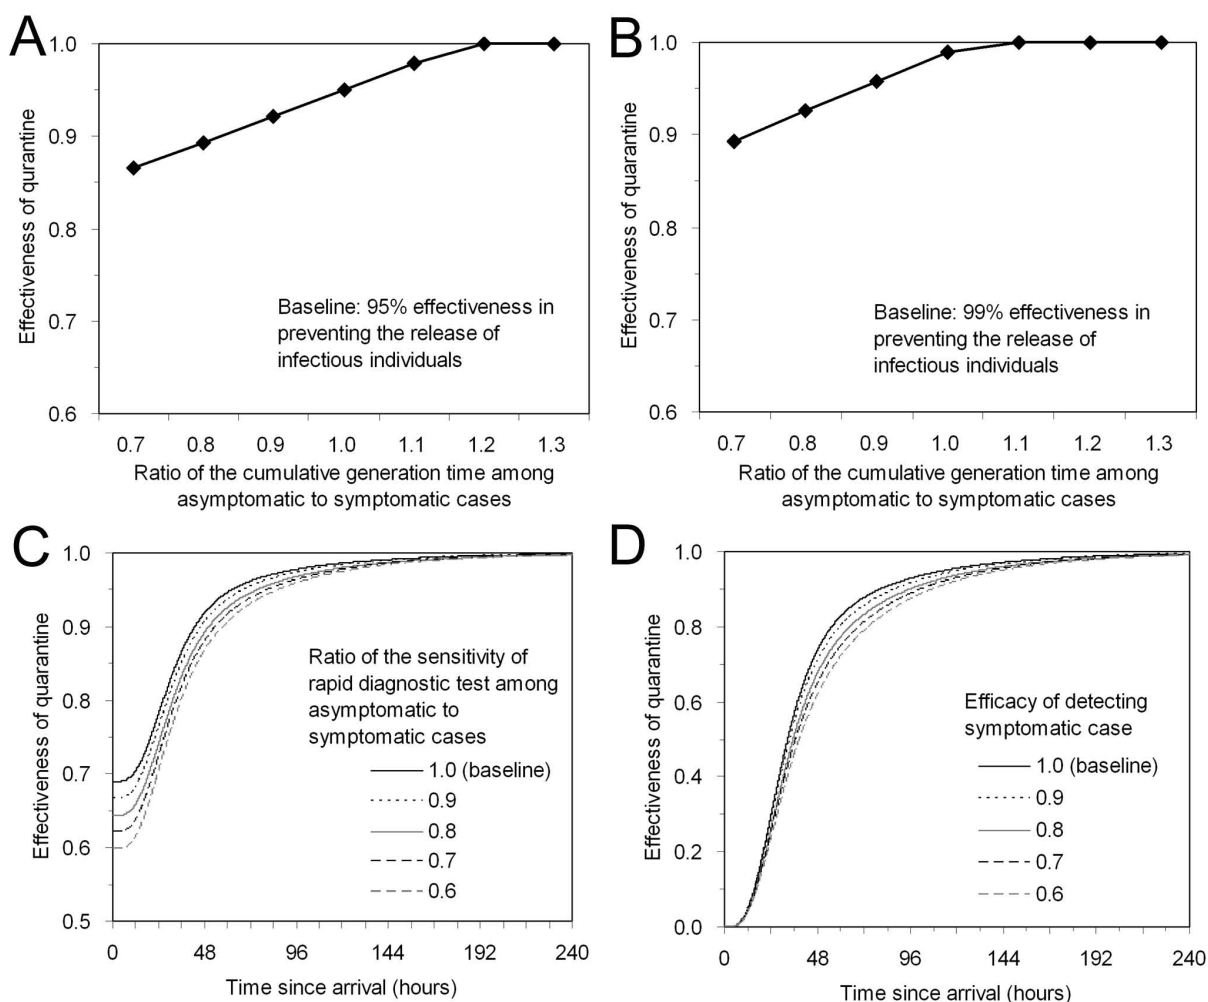 A
1.0
0.9
0.8
0.7
0.6
Effectiveness of qurantine
Baseline: 95% effectiveness in
preventing the release of
infectious individuals
0.7 0.8 0.9 1.0 1.1 1.2 1.3
Ratio of the cumulative generation time among
asymptomatic to symptomatic cases
B
1.0
0.9
0.8
0.7
0.6
Effectiveness of quarantine
Baseline: 99% effectiveness in
preventing the release of
infectious individuals
0.7 0.8 0.9 1.0 1.1 1.2 1.3
Ratio of the cumulative generation time among
asymptomatic to symptomatic cases
C
1.0
0.9
0.8
0.7
0.6
0.5
Effectiveness of quarantine
Ratio of the sensitivity of
rapid diagnostic test among
asymptomatic to
symptomatic cases
1.0 (baseline)
0.9
0.8
0.7
0.6
0 48 96 144 192 240
Time since arrival (hours)
D
1.0
0.8
0.6
0.4
0.2
0.0
Effectiveness of quarantine
Efficacy of detecting
symptomatic case
1.0 (baseline)
0.9
0.8
0.7
0.6
0 48 96 144 192 240
Time since arrival (hours)